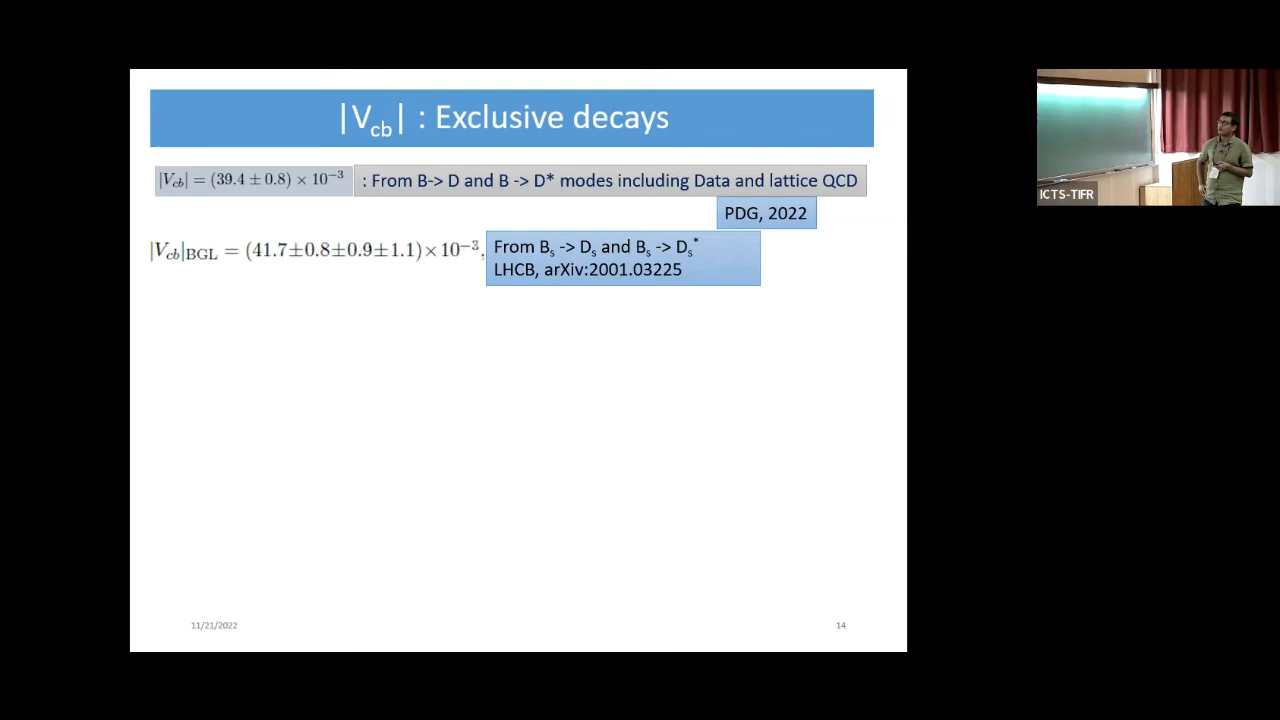 |Vcb| : Exclusive decays
|Vcb| = (39.4 ± 0.8) × 10−3 : From B-> D and B -> D* modes including Data and lattice QCD
PDG, 2022
|Vcb|BGL = (41.7±0.8±0.9±1.1)×10−3, From Bs -> Ds and Bs -> Ds*
LHCB, arXiv:2001.03225
11/21/2022
14
ICTS-TIFR